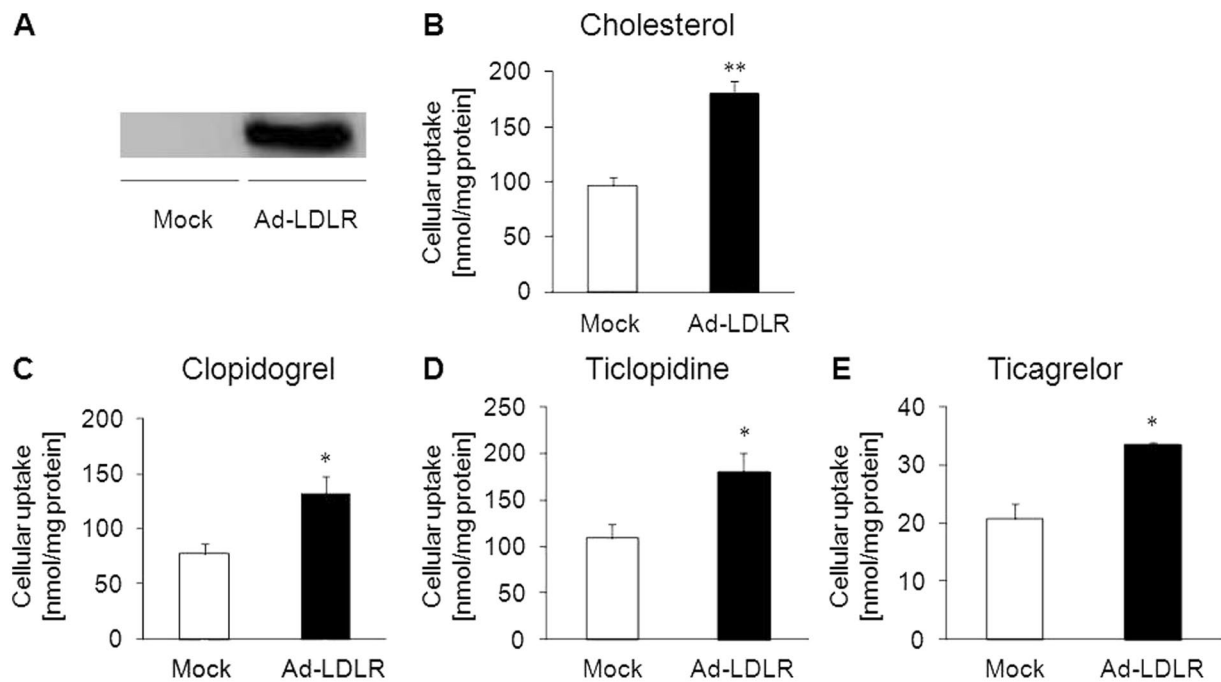 A
Mock Ad-LDLR
B Cholesterol
Cellular uptake
[nmol/mg protein]
200
150
100
50
0
**
Mock Ad-LDLR
C Clopidogrel
Cellular uptake
[nmol/mg protein]
200
150
100
50
0
*
Mock Ad-LDLR
D Ticlopidine
Cellular uptake
[nmol/mg protein]
250
200
150
100
50
0
*
Mock Ad-LDLR
E Ticagrelor
Cellular uptake
[nmol/mg protein]
40
30
20
10
0
*
Mock Ad-LDLR